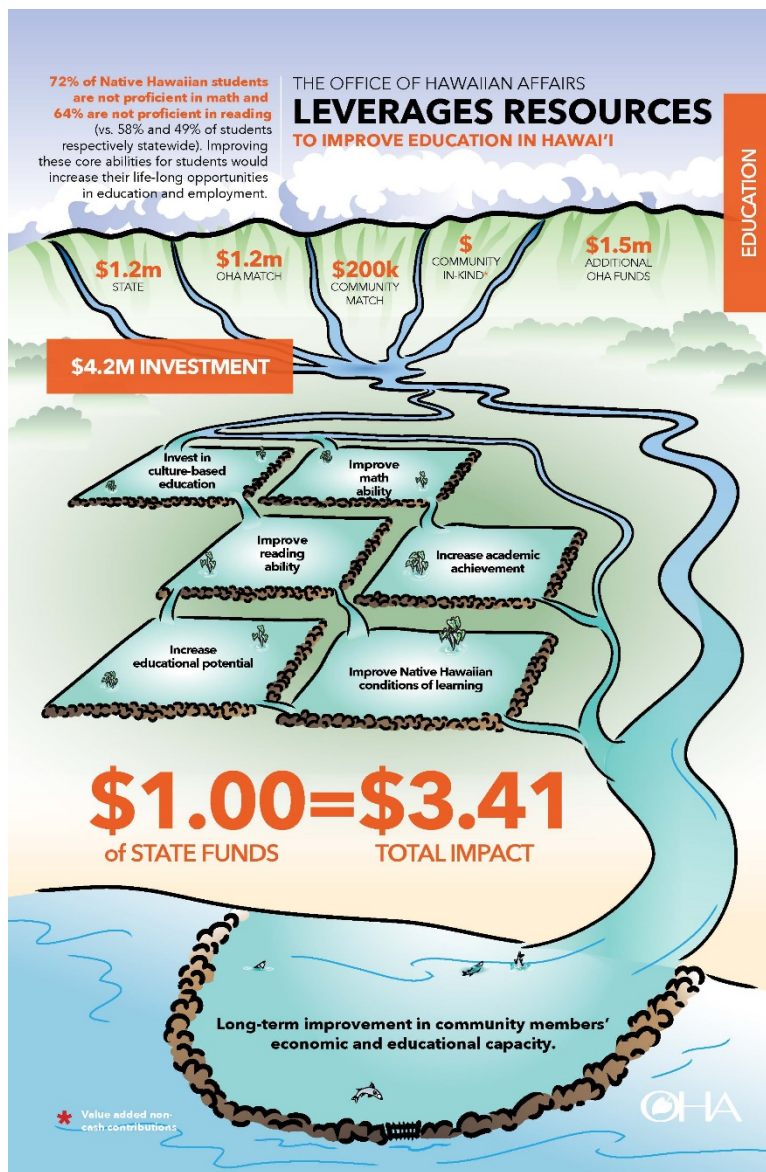 72% of Native Hawaiian students
are not proficient in math and
64% are not proficient in reading
(vs. 58% and 49% of students
respectively statewide). Improving
these core abilities for students would
increase their life-long opportunities
in education and employment.
THE OFFICE OF HAWAIIAN AFFAIRS
LEVERAGES RESOURCES
TO IMPROVE EDUCATION IN HAWAI'I
EDUCATION
$1.2m
STATE
$1.2m
OHA MATCH
$200k
COMMUNITY
MATCH
$
COMMUNITY
IN-KIND*
$1.5m
ADDITIONAL
OHA FUNDS
$4.2M INVESTMENT
Invest in
culture-based
education
Improve
math
ability
Improve
reading
ability
Increase academic
achievement
Increase
educational potential
Improve Native Hawaiian
conditions of learning
$1.00=$3.41
of STATE FUNDS
TOTAL IMPACT
Long-term improvement in community members'
economic and educational capacity.
* Value added non-
cash contributions
OHA